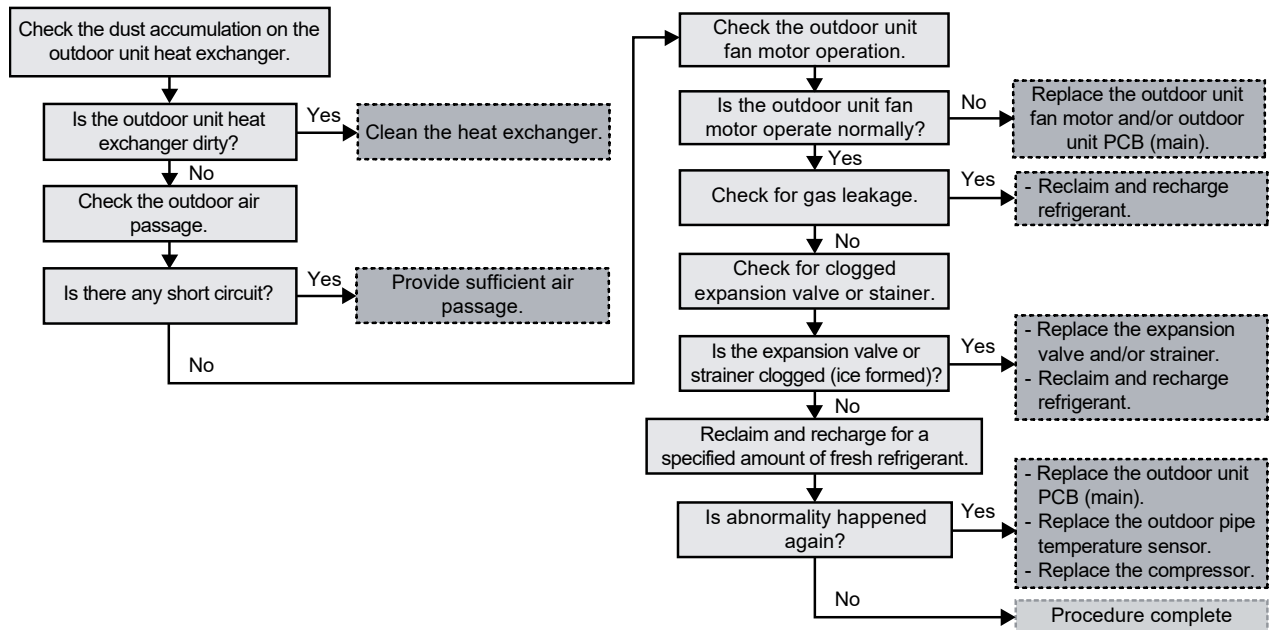 Check the dust accumulation on the
outdoor unit heat exchanger.
Is the outdoor unit heat
exchanger dirty?
Yes
Clean the heat exchanger.
No
Check the outdoor air
passage.
Is there any short circuit?
Yes
Provide sufficient air
passage.
No
Check the outdoor unit
fan motor operation.
Is the outdoor unit fan
motor operate normally?
No
Replace the outdoor unit
fan motor and/or outdoor
unit PCB (main).
Yes
Check for gas leakage.
Yes
- Reclaim and recharge
refrigerant.
No
Check for clogged
expansion valve or stainer.
Is the expansion valve or
strainer clogged (ice formed)?
Yes
- Replace the expansion
valve and/or strainer.
- Reclaim and recharge
refrigerant.
No
Reclaim and recharge for a
specified amount of fresh refrigerant.
Is abnormality happened
again?
Yes
- Replace the outdoor unit
PCB (main).
- Replace the outdoor pipe
temperature sensor.
- Replace the compressor.
No
Procedure complete